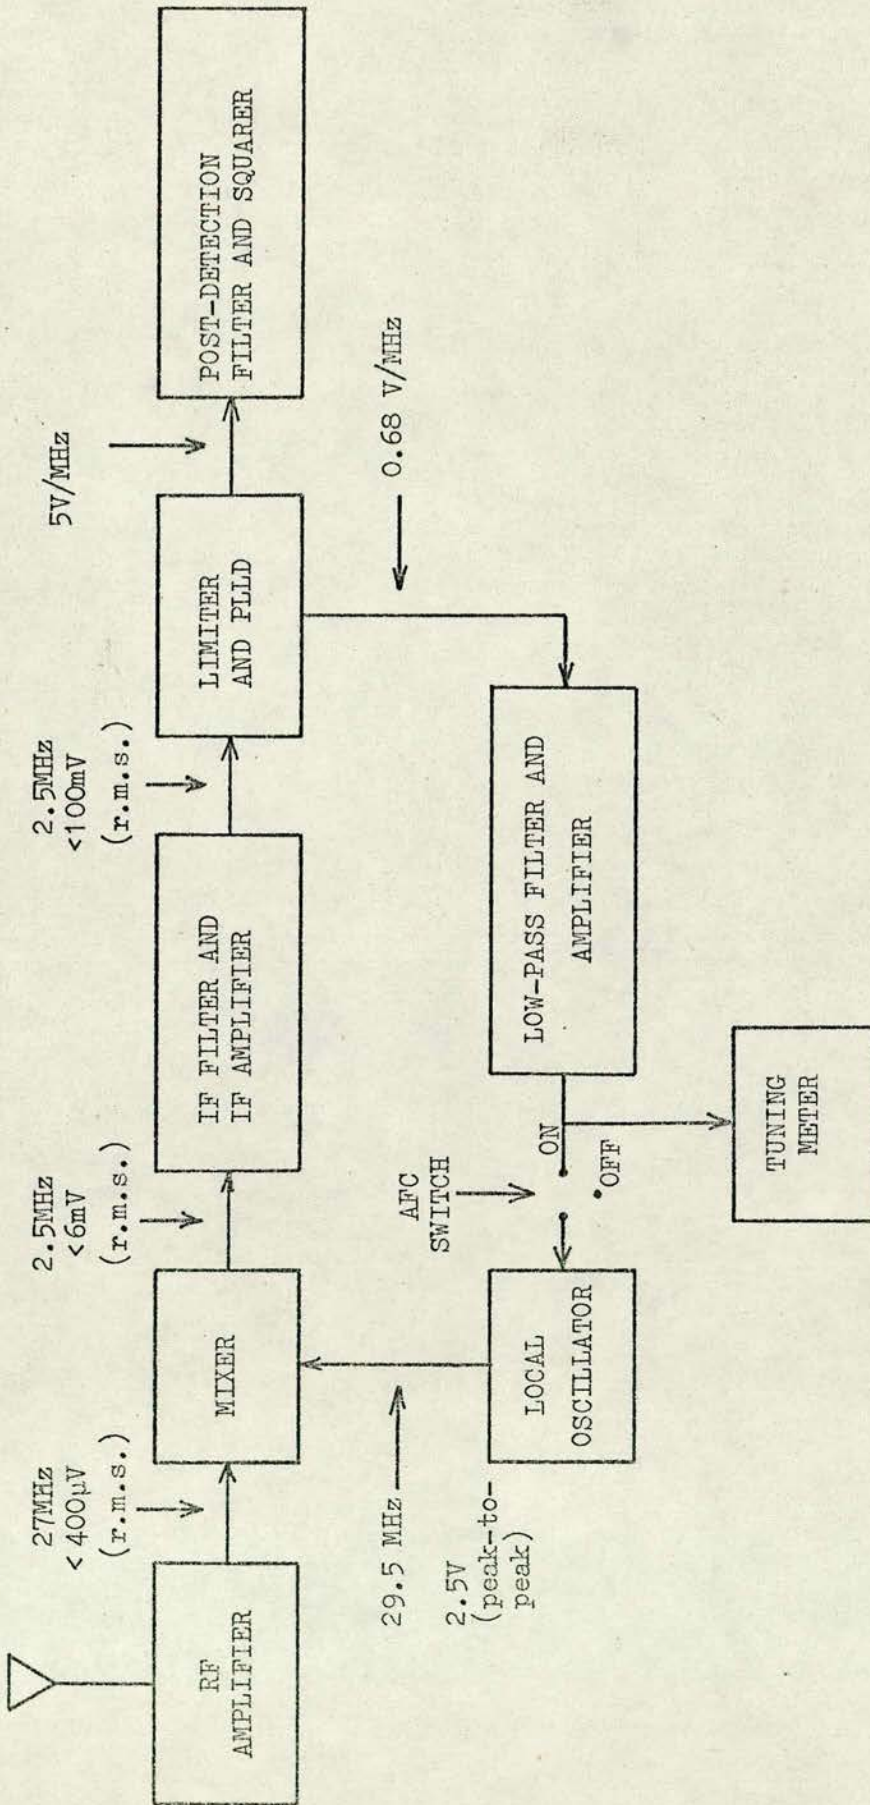 27MHz
<400µV
(r.m.s.)
2.5MHz
<6mV
(r.m.s.)
2.5MHz
<100mV
(r.m.s.)
5V/MHz
RF
AMPLIFIER
MIXER
IF FILTER AND
IF AMPLIFIER
LIMITER
AND PLLD
POST-DETECTION
FILTER AND SQUARER
29.5 MHz
2.5V
(peak-to-
peak)
AFC
SWITCH
0.68 V/MHz
LOCAL
OSCILLATOR
ON
OFF
LOW-PASS FILTER AND
AMPLIFIER
TUNING
METER